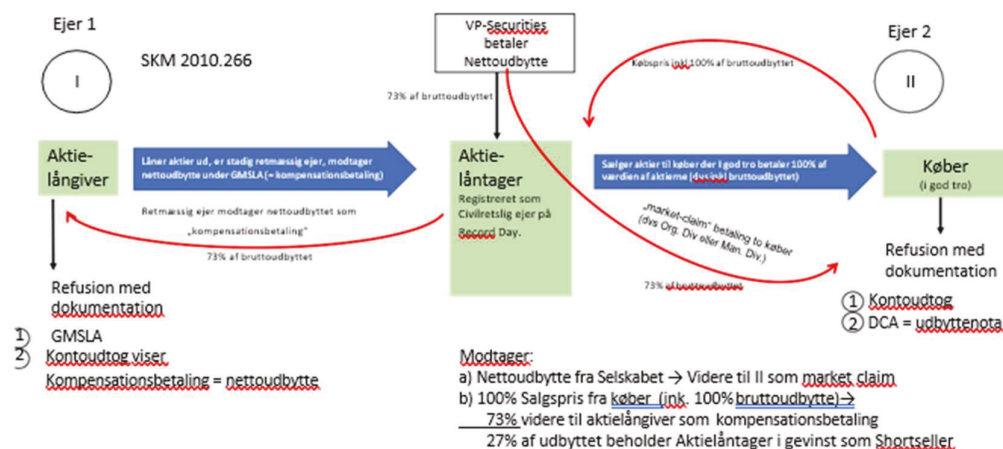 Ejer 1
I
SKM 2010.266
VP-Securities
betaler
Nettoudbytte
73% af bruttoudbyttet
Købspris inkl 100% af bruttoudbyttet
Ejer 2
II
Aktie-
långiver
Låner aktier ud, er stadig retmæssig ejer, modtager
nettoudbytte under GMSLA (= kompensationsbetaling)
Aktie-
låntager
Registreret som
Civilretslig ejer på
Record Day.
Sælger aktier til køber der I god tro betaler 100% af
værdien af aktierne (dvs inkl bruttoudbyttet)
Køber
(i god tro)
Retmæssig ejer modtager nettoudbyttet som
„kompensationsbetaling"
73% af bruttoudbyttet
„market-claim" betaling to køber
(dvs Org. Div eller Man. Div.)
73% af bruttoudbyttet
Refusion med
dokumentation
1 GMSLA
2 Kontoudtog viser
Kompensationsbetaling = nettoudbytte
Refusion med
dokumentation
1 Kontoudtog
2 DCA = udbyttenota
Modtager:
a) Nettoudbytte fra Selskabet → Videre til II som market claim
b) 100% Salgspris fra køber (ink. 100% bruttoudbytte)→
73% videre til aktielångiver som kompensationsbetaling
27% af udbyttet beholder Aktielåntager i gevinst som Shortseller